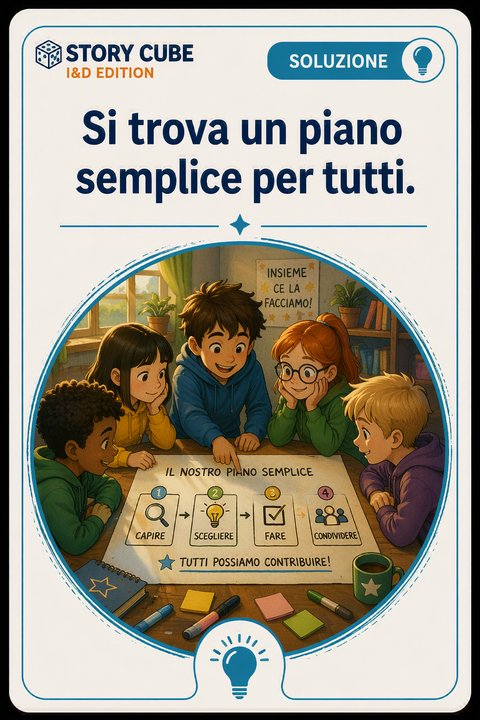 STORY CUBE
I&D EDITION
SOLUZIONE
Si trova un piano
semplice per tutti.
INSIEME
CE LA
FACCIAMO!
IL NOSTRO PIANO SEMPLICE
1
2
3
4
CAPIRE
SCEGLIERE
FARE
CONDIVIDERE
TUTTI POSSIAMO CONTRIBUIRE!